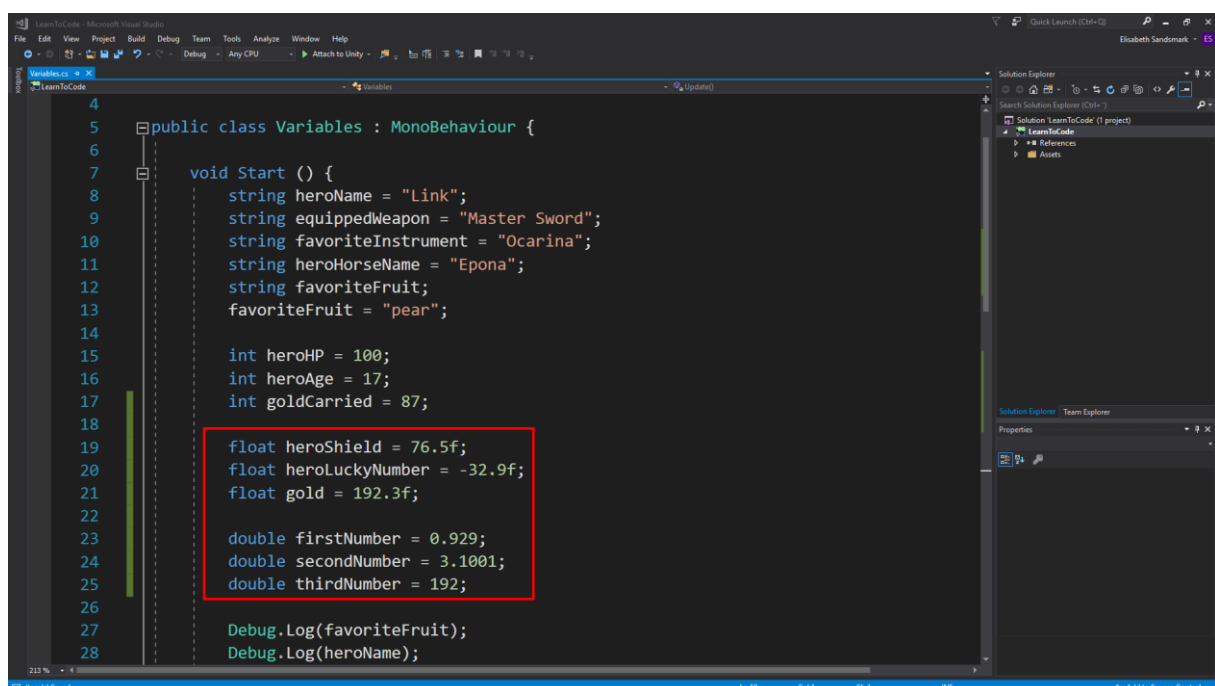 LearnToCode - Microsoft Visual Studio
Quick Launch (Ctrl+Q)
File Edit View Project Build Debug Team Tools Analyze Window Help
Elisabeth Sandsmark ES
Debug Any CPU Attach to Unity
Toolbox
Variables.cs
LearnToCode Variables Update()
4
5 public class Variables : MonoBehaviour {
6
7 void Start () {
8 string heroName = "Link";
9 string equippedWeapon = "Master Sword";
10 string favoriteInstrument = "Ocarina";
11 string heroHorseName = "Epona";
12 string favoriteFruit;
13 favoriteFruit = "pear";
14
15 int heroHP = 100;
16 int heroAge = 17;
17 int goldCarried = 87;
18
19 float heroShield = 76.5f;
20 float heroLuckyNumber = -32.9f;
21 float gold = 192.3f;
22
23 double firstNumber = 0.929;
24 double secondNumber = 3.1001;
25 double thirdNumber = 192;
26
27 Debug.Log(favoriteFruit);
28 Debug.Log(heroName);
213 %
Solution Explorer
Search Solution Explorer (Ctrl+¨)
Solution 'LearnToCode' (1 project)
LearnToCode
References
Assets
Solution Explorer Team Explorer
Properties